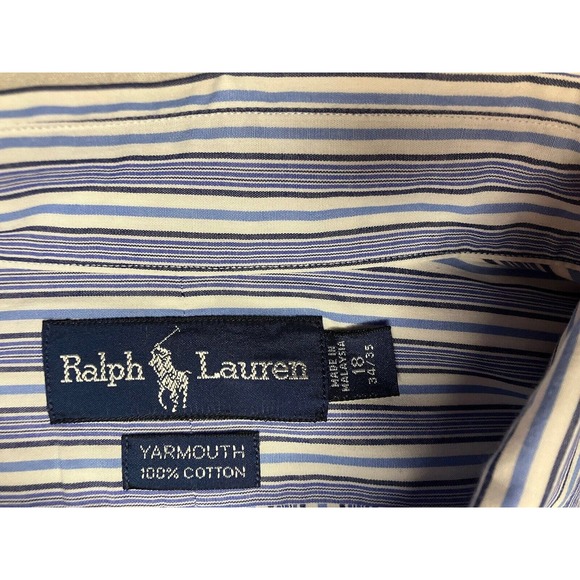 Ralph Lauren
MADE IN
MALAYSIA
18
34/35
YARMOUTH
100% COTTON